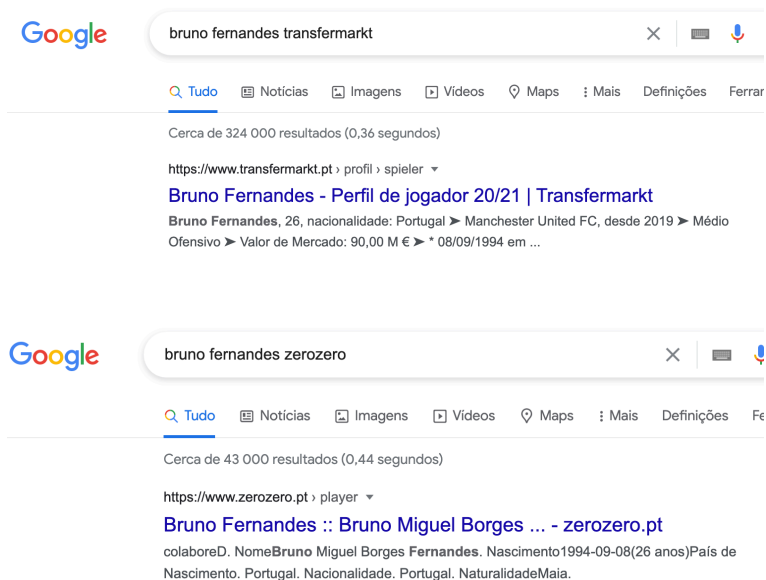 Google
bruno fernandes transfermarkt
Tudo Notícias Imagens Vídeos Maps Mais Definições Ferrar
Cerca de 324 000 resultados (0,36 segundos)
https://www.transfermarkt.pt › profil › spieler
Bruno Fernandes - Perfil de jogador 20/21 | Transfermarkt
Bruno Fernandes, 26, nacionalidade: Portugal ➤ Manchester United FC, desde 2019 ➤ Médio
Ofensivo ➤ Valor de Mercado: 90,00 M € ➤ * 08/09/1994 em ...
Google
bruno fernandes zerozero
Tudo Notícias Imagens Vídeos Maps Mais Definições Fe
Cerca de 43 000 resultados (0,44 segundos)
https://www.zerozero.pt › player
Bruno Fernandes :: Bruno Miguel Borges ... - zerozero.pt
colaboreD. NomeBruno Miguel Borges Fernandes. Nascimento1994-09-08(26 anos)País de
Nascimento. Portugal. Nacionalidade. Portugal. NaturalidadeMaia.